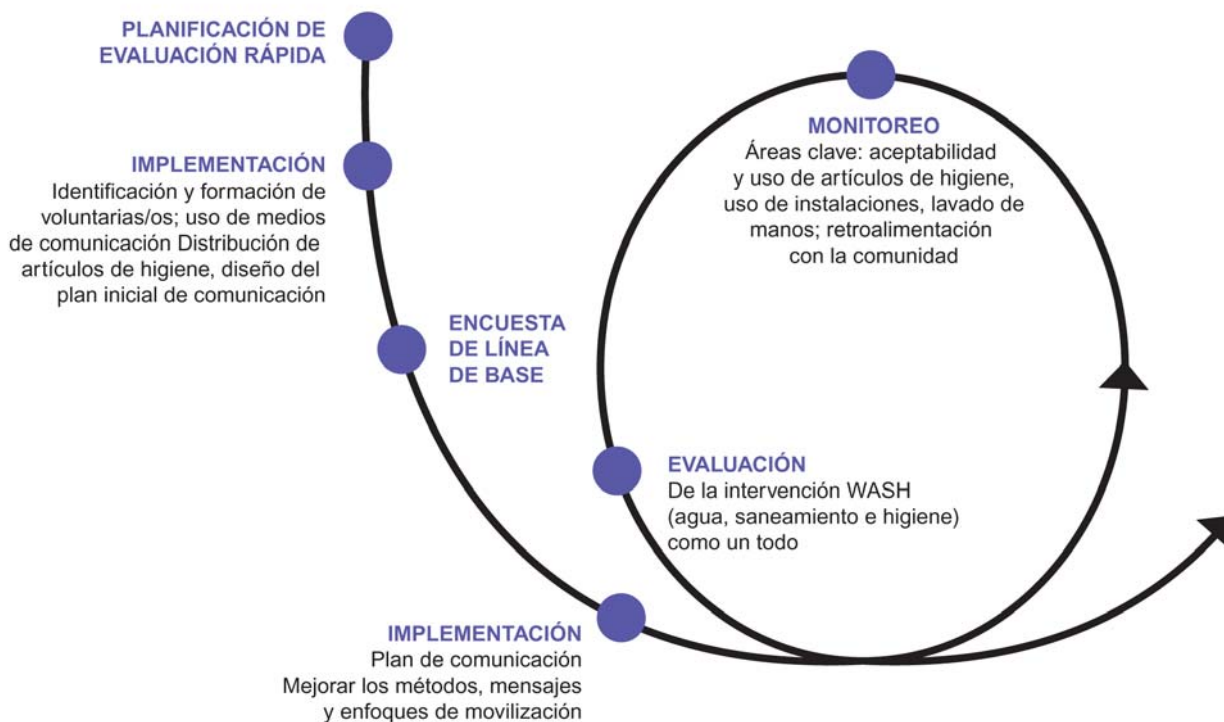 PLANIFICACIÓN DE
EVALUACIÓN RÁPIDA
IMPLEMENTACIÓN
Identificación y formación de
voluntarias/os; uso de medios
de comunicación Distribución de
artículos de higiene, diseño del
plan inicial de comunicación
ENCUESTA
DE LÍNEA
DE BASE
IMPLEMENTACIÓN
Plan de comunicación
Mejorar los métodos, mensajes
y enfoques de movilización
MONITOREO
Áreas clave: aceptabilidad
y uso de artículos de higiene,
uso de instalaciones, lavado de
manos; retroalimentación
con la comunidad
EVALUACIÓN
De la intervención WASH
(agua, saneamiento e higiene)
como un todo